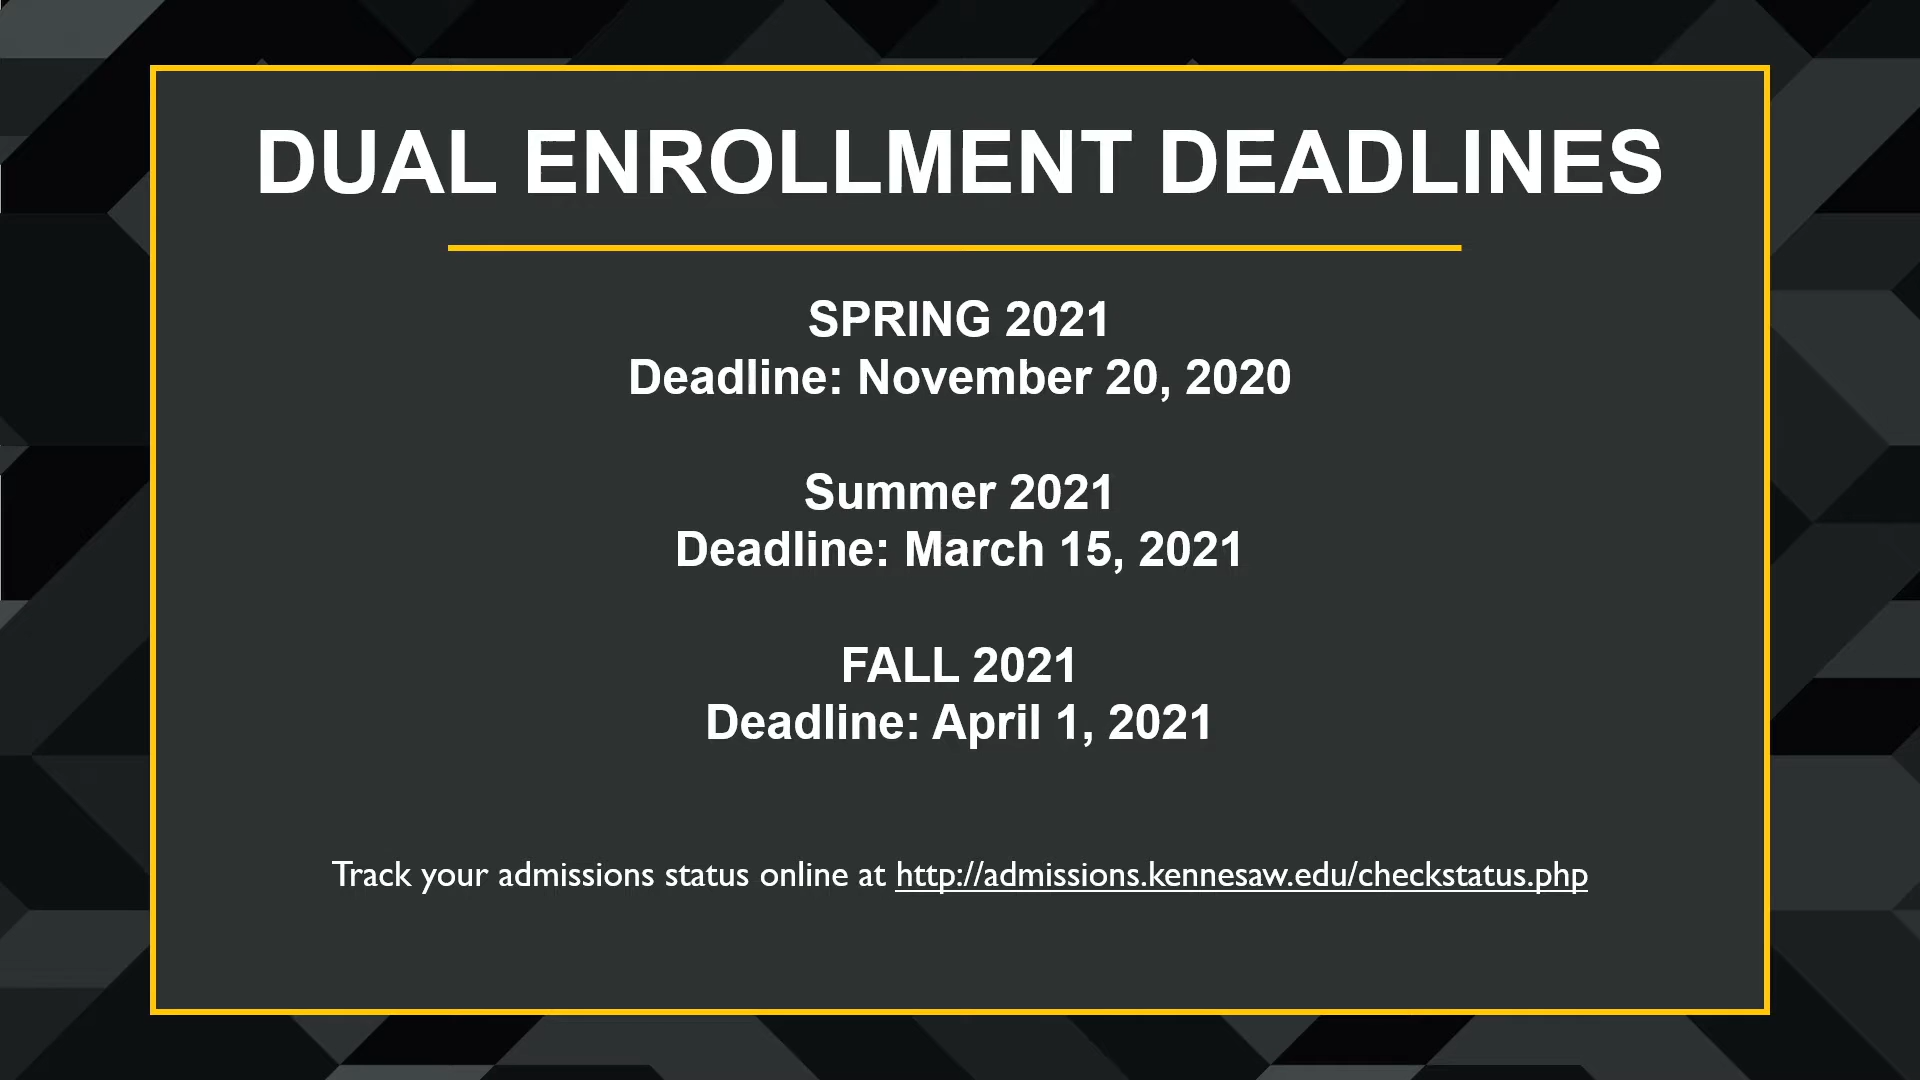 DUAL ENROLLMENT DEADLINES
SPRING 2021
Deadline: November 20, 2020
Summer 2021
Deadline: March 15, 2021
FALL 2021
Deadline: April 1, 2021
Track your admissions status online at http://admissions.kennesaw.edu/checkstatus.php